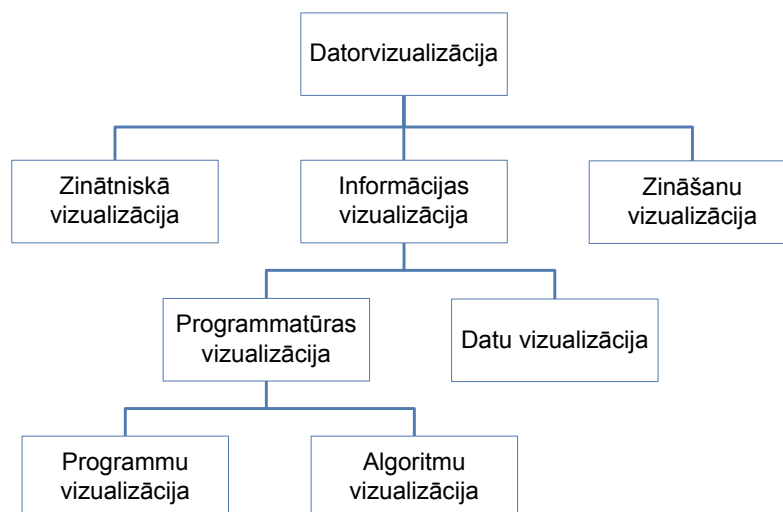 Datorvizualizācija
Zinātniskā
vizualizācija
Informācijas
vizualizācija
Zināšanu
vizualizācija
Programmatūras
vizualizācija
Datu vizualizācija
Programmu
vizualizācija
Algoritmu
vizualizācija